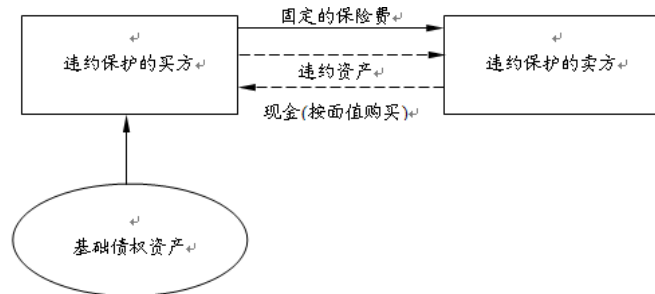 固定的保险费↵
↵
违约保护的买方↵
↵
违约保护的卖方↵
违约资产↵
现金(按面值购买)↵
↵
基础债权资产↵